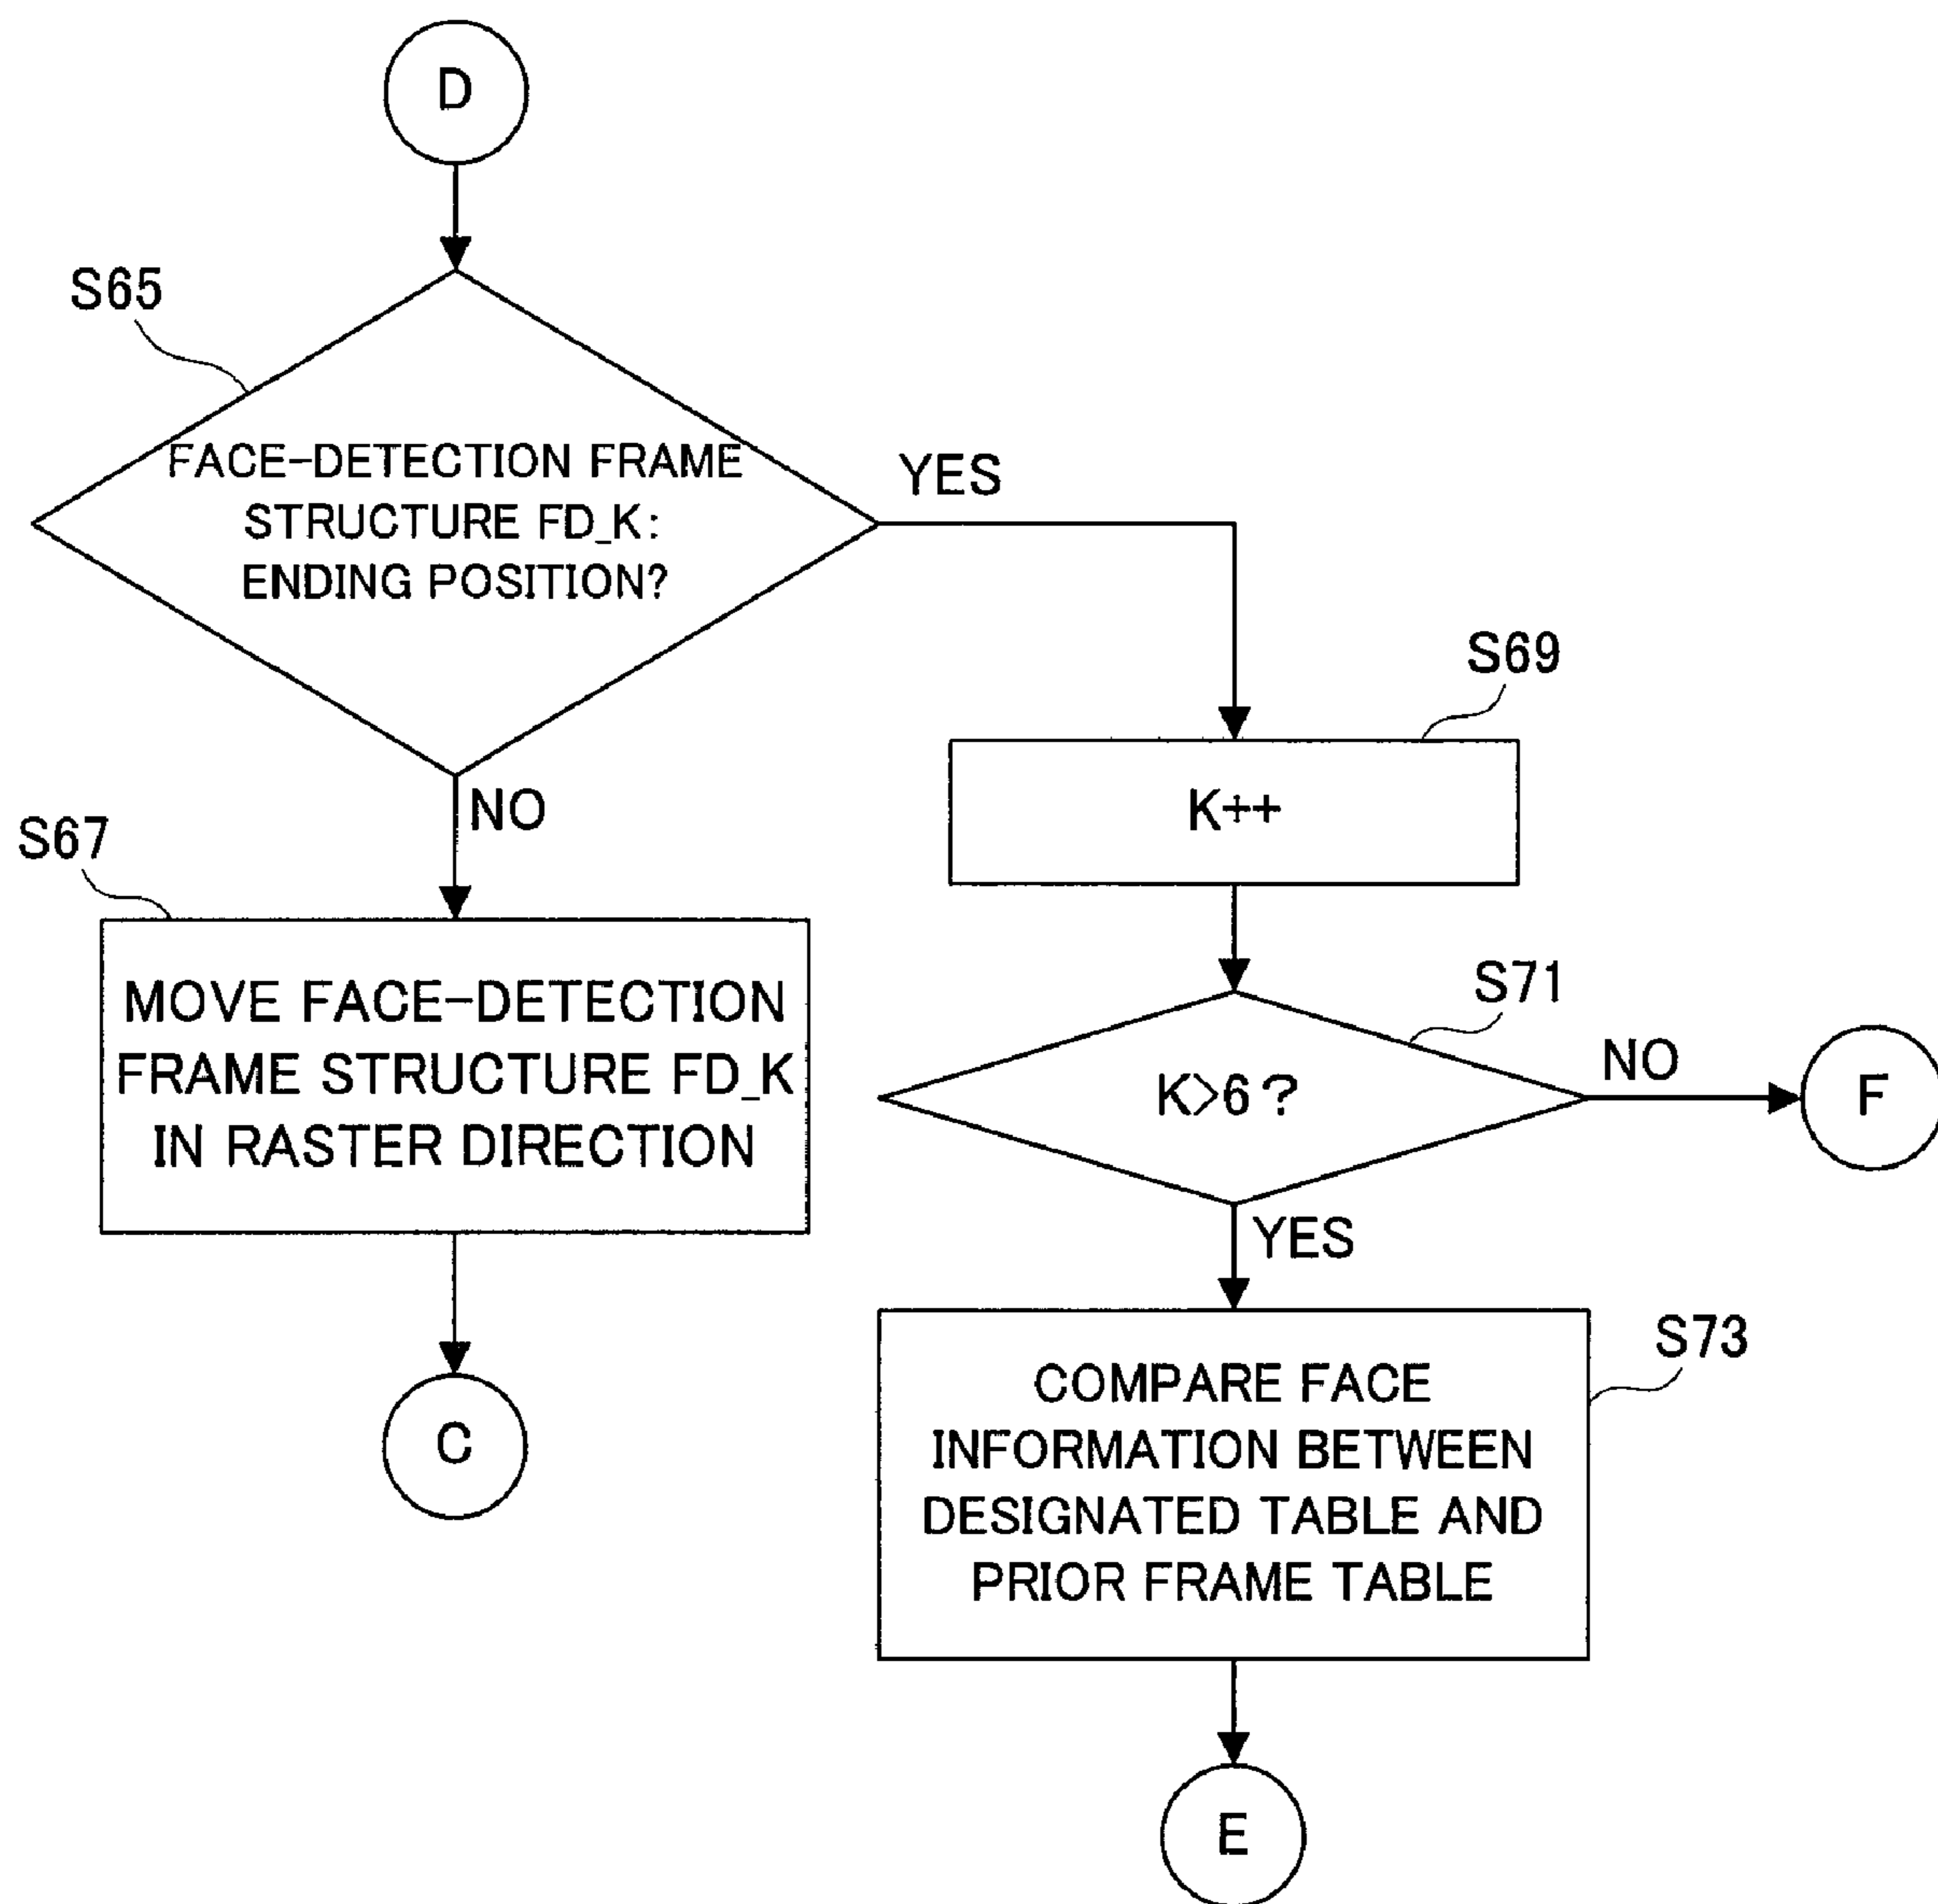 D
S65
FACE-DETECTION FRAME
STRUCTURE FD_K:
ENDING POSITION?
YES
NO
S67
MOVE FACE-DETECTION
FRAME STRUCTURE FD_K
IN RASTER DIRECTION
C
S69
K++
S71
K>6?
NO
F
YES
S73
COMPARE FACE
INFORMATION BETWEEN
DESIGNATED TABLE AND
PRIOR FRAME TABLE
E